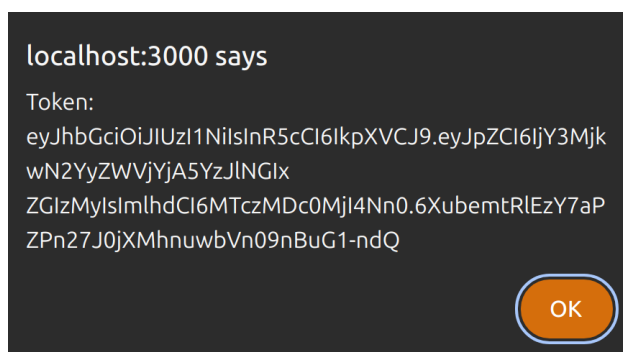 localhost:3000 says
Token:
eyJhbGciOiJIUzI1NiIsInR5cCI6IkpXVCJ9.eyJpZCI6IjY3Mjk
wN2YyZWVjYjA5YzJlNGIx
ZGIzMyIsImlhdCI6MTczMDc0MjI4Nn0.6XubemtRlEzY7aP
ZPn27J0jXMhnuwbVn09nBuG1-ndQ
OK